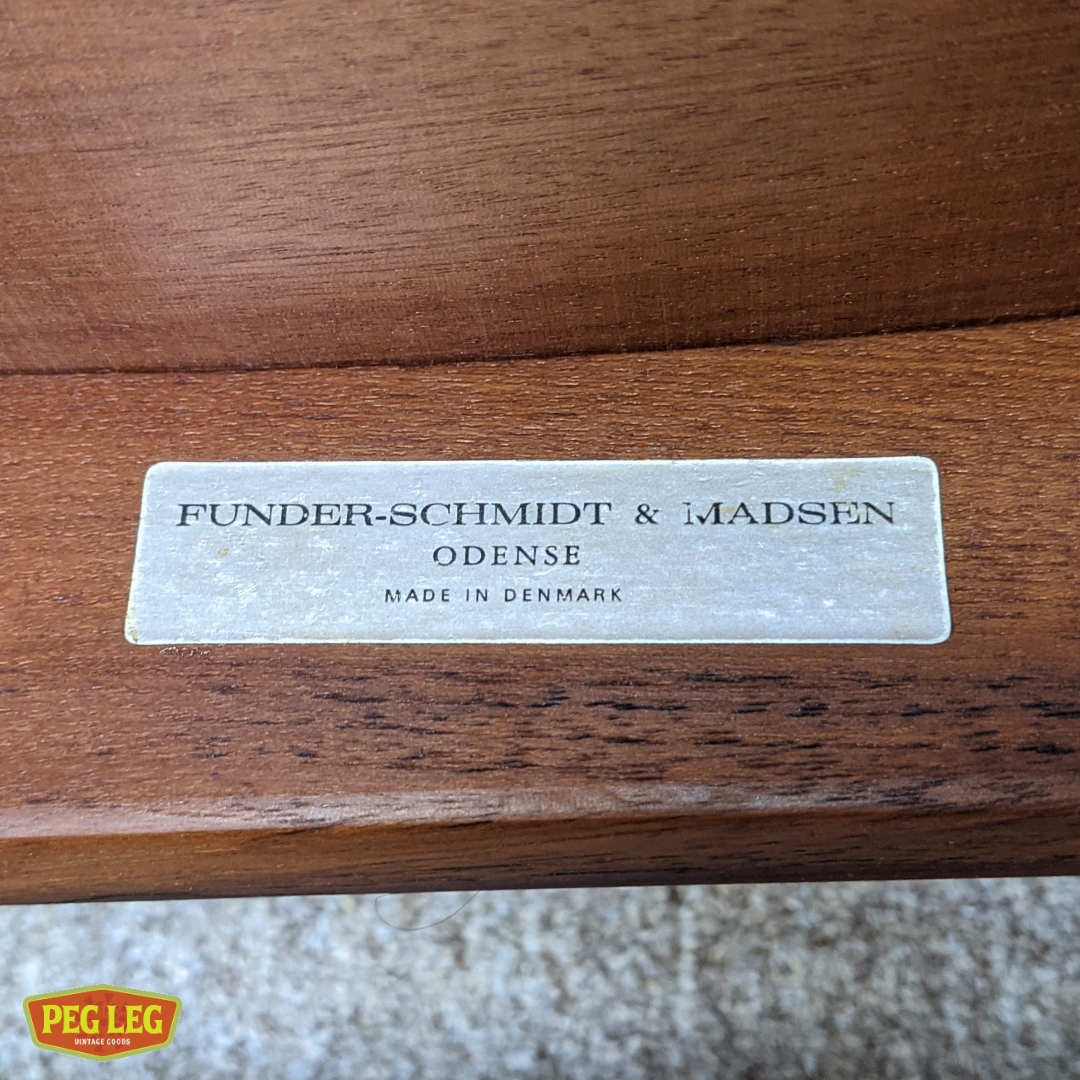 FUNDER-SCHMIDT & MADSEN
ODENSE
MADE IN DENMARK
PEG LEG
VINTAGE GOODS